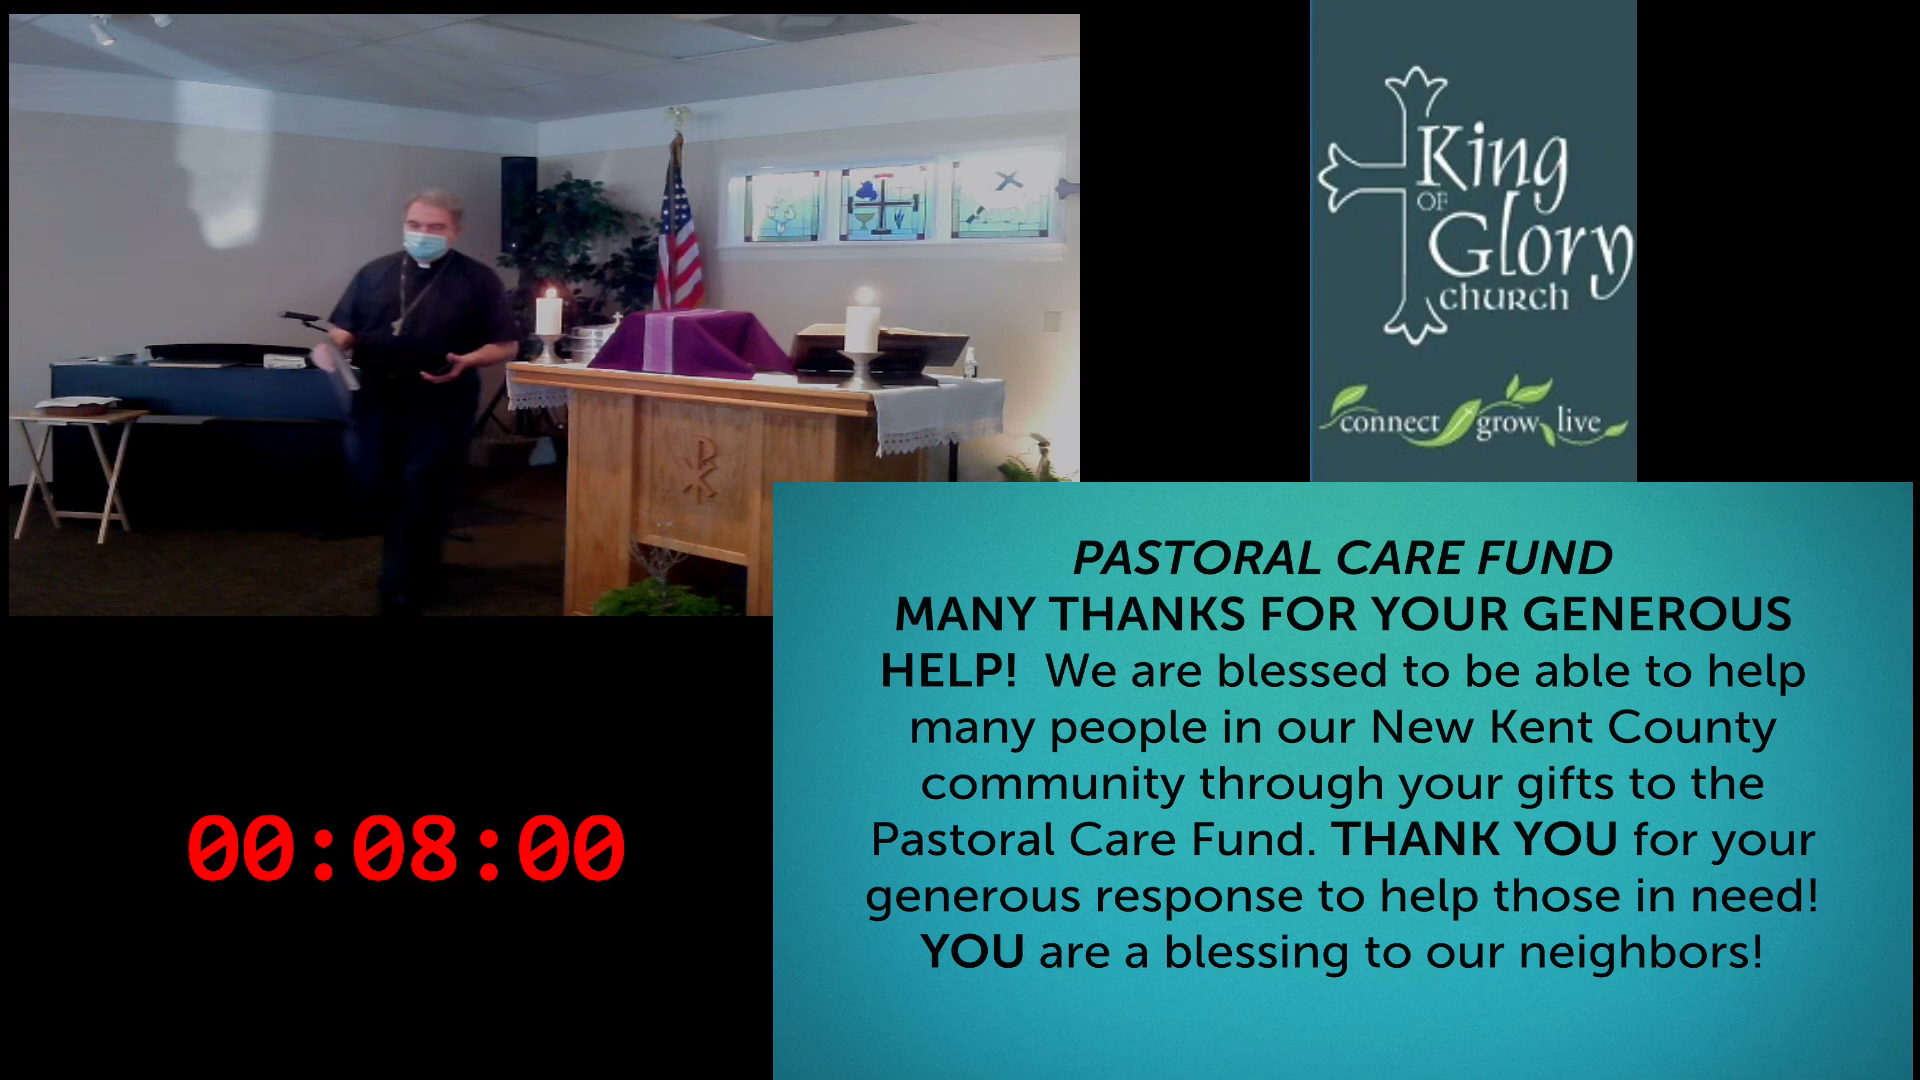 King
OF
Glory
church
connect grow live
PASTORAL CARE FUND
MANY THANKS FOR YOUR GENEROUS
HELP! We are blessed to be able to help
many people in our New Kent County
community through your gifts to the
Pastoral Care Fund. THANK YOU for your
generous response to help those in need!
YOU are a blessing to our neighbors!
00:08:00